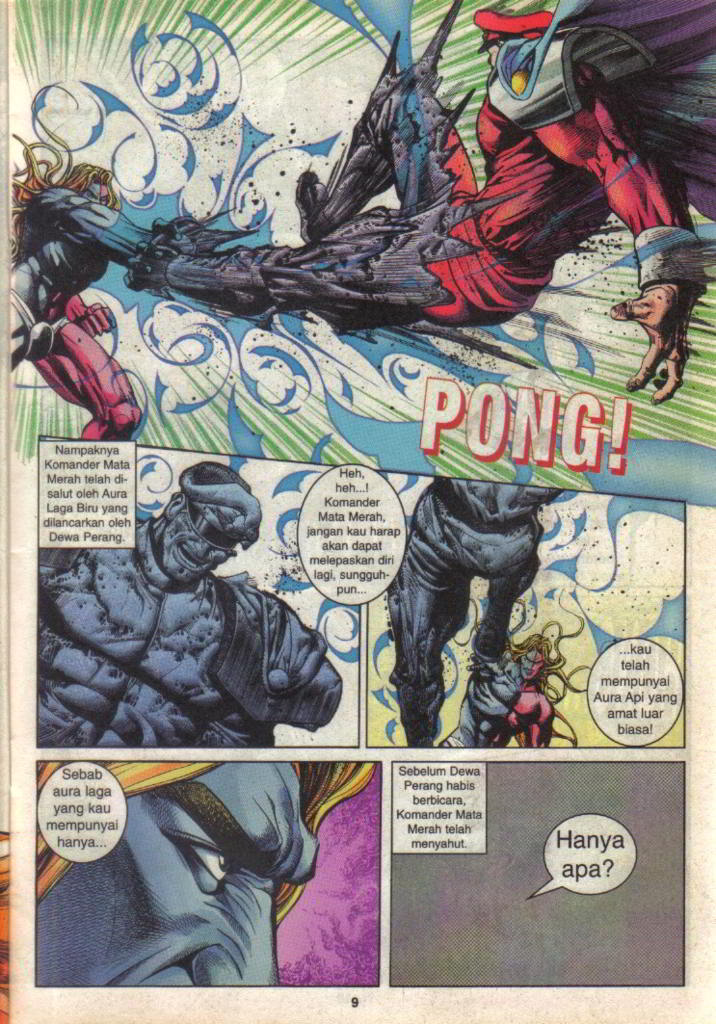 PONG!
Nampaknya
Komander Mata
Merah telah di-
salut oleh Aura
Laga Biru yang
dilancarkan oleh
Dewa Perang.
Heh,
heh...!
Komander
Mata Merah,
jangan kau harap
akan dapat
melepaskan diri
lagi, sungguh-
pun...
...kau
telah
mempunyai
Aura Api yang
amat luar
biasa!
Sebab
aura laga
yang kau
mempunyai
hanya...
Sebelum Dewa
Perang habis
berbicara,
Komander Mata
Merah telah
menyahut.
Hanya
apa?
9